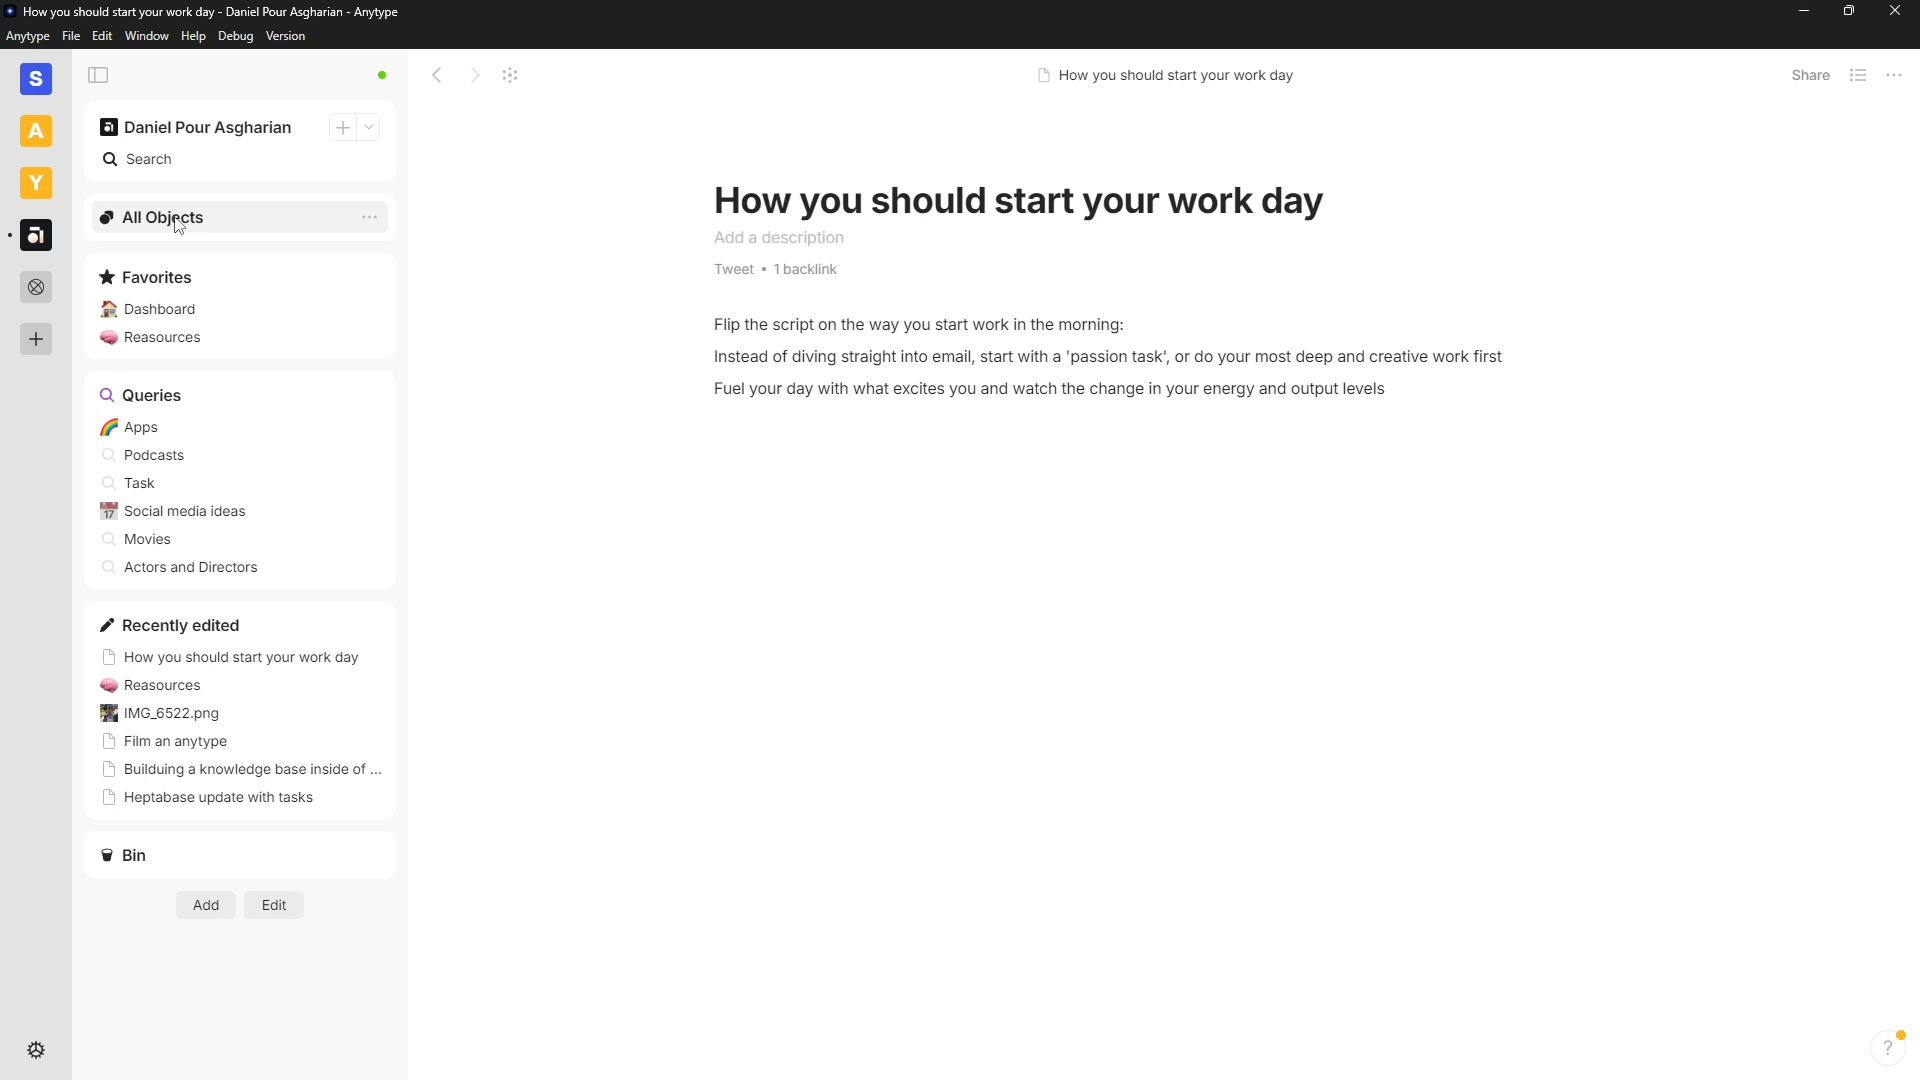 How you should start your work day - Daniel Pour Asgharian - Anytype
Anytype File Edit Window Help Debug Version
S
A
Y
Daniel Pour Asgharian
Search
All Objects
Favorites
Dashboard
Reasources
Queries
Apps
Podcasts
Task
17 Social media ideas
Movies
Actors and Directors
Recently edited
How you should start your work day
Reasources
IMG_6522.png
Film an anytype
Builduing a knowledge base inside of ...
Heptabase update with tasks
Bin
Add Edit
How you should start your work day
Share
How you should start your work day
Add a description
Tweet • 1 backlink
Flip the script on the way you start work in the morning:
Instead of diving straight into email, start with a 'passion task', or do your most deep and creative work first
Fuel your day with what excites you and watch the change in your energy and output levels
?